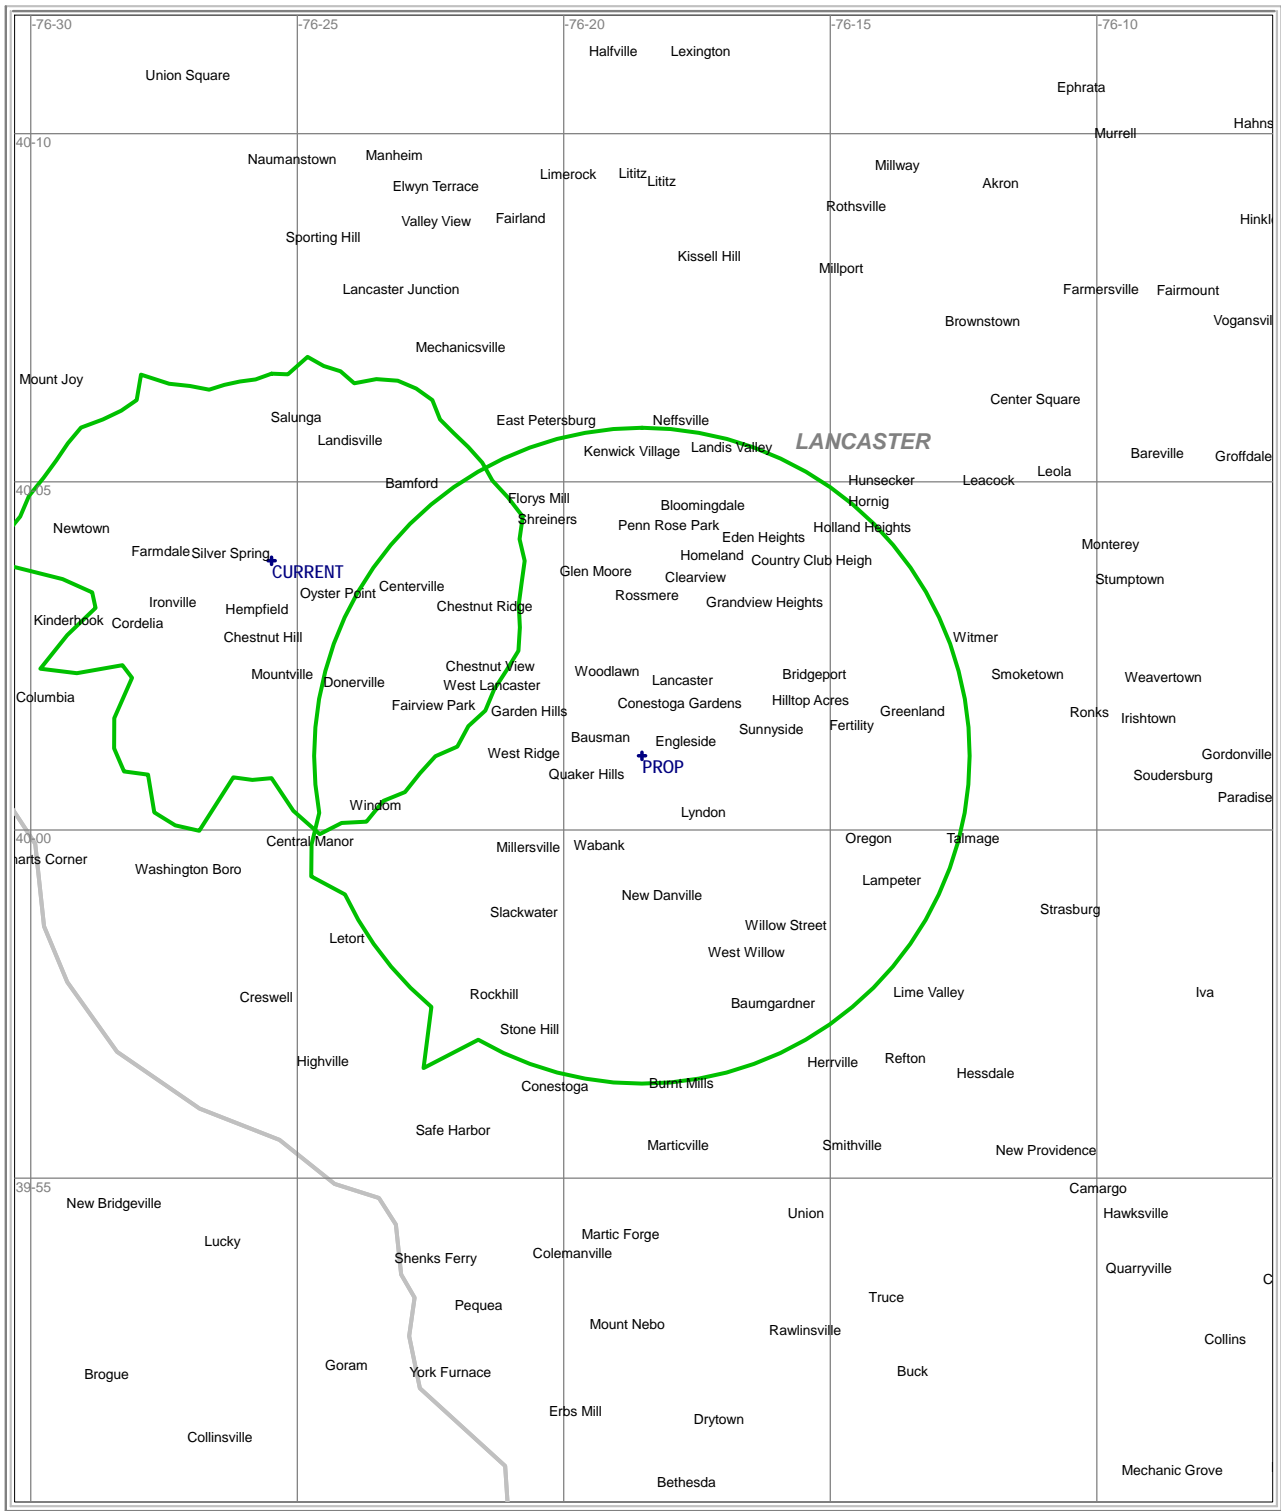 -76-30 -76-25 -76-20 -76-15 -76-10
Halfville Lexington
Union Square
Ephrata
Hahns
Murrell
40-10
Manheim
Naumanstown
Millway
Limerock Lititz
Lititz
Akron
Elwyn Terrace
Rothsville
Fairland
Valley View
Hinkl
Sporting Hill
Kissell Hill
Millport
Lancaster Junction
Farmersville Fairmount
Brownstown
Vogansvil
Mechanicsville
Mount Joy
Center Square
Salunga
East Petersburg Neffsville
Landisville
LANCASTER
Kenwick Village Landis Valley
Bareville
Groffdale
Leola
Bamford
Hunsecker Leacock
40-05
Florys Mill
Hornig
Bloomingdale
Shreiners
Newtown
Penn Rose Park
Holland Heights
Eden Heights
Monterey
Farmdale Silver Spring
Homeland
Country Club Heigh
CURRENT
Glen Moore
Clearview
Stumptown
Centerville
Oyster Point
Rossmere
Ironville
Grandview Heights
Hempfield
Chestnut Ridge
Kinderhook
Cordelia
Chestnut Hill
Witmer
Chestnut View
Woodlawn
Mountville
Bridgeport
Smoketown
Weavertown
Donerville
Lancaster
West Lancaster
Columbia
Hilltop Acres
Conestoga Gardens
Fairview Park
Garden Hills
Greenland
Ronks
Irishtown
Fertility
Sunnyside
Bausman
Engleside
West Ridge
Gordonville
PROP
Quaker Hills
Soudersburg
Paradise
Windom
Lyndon
40-00
Central Manor
Oregon
Talmage
Millersville
Wabank
arts Corner
Washington Boro
Lampeter
New Danville
Strasburg
Slackwater
Willow Street
Letort
West Willow
Rockhill
Lime Valley
Iva
Creswell
Baumgardner
Stone Hill
Refton
Highville
Herrville
Hessdale
Burnt Mills
Conestoga
Safe Harbor
Marticville
Smithville
New Providence
39-55
Camargo
New Bridgeville
Union
Hawksville
Martic Forge
Lucky
Colemanville
Shenks Ferry
Quarryville
C
Truce
Pequea
Mount Nebo
Rawlinsville
Collins
Goram
Brogue
York Furnace
Buck
Erbs Mill
Drytown
Collinsville
Mechanic Grove
Bethesda